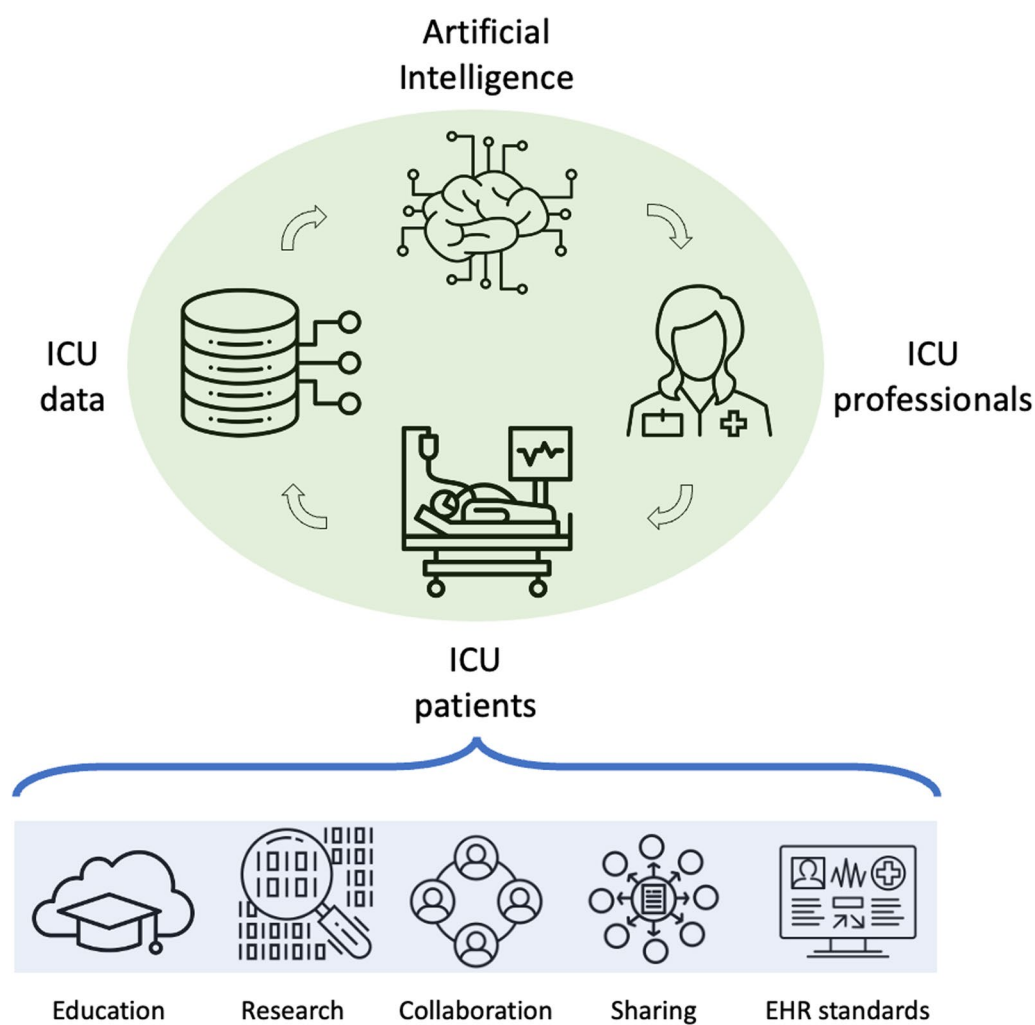 Artificial
Intelligence
ICU
data
ICU
professionals
ICU
patients
Education
Research
Collaboration
Sharing
EHR standards